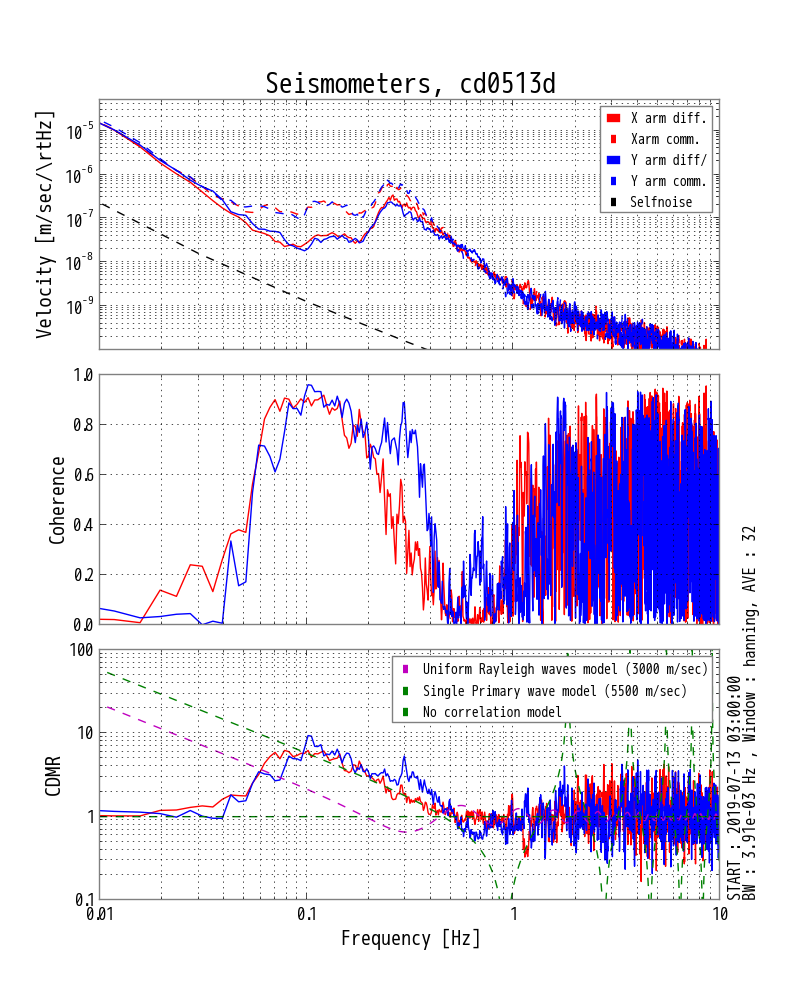 Seismometers, cd0513d
Velocity [m/sec/\rtHz]
10^-5
10^-6
10^-7
10^-8
10^-9
X arm diff.
Xarm comm.
Y arm diff/
Y arm comm.
Selfnoise
Coherence
1.0
0.8
0.6
0.4
0.2
0.0
CDMR
100
10
1
0.1
Uniform Rayleigh waves model (3000 m/sec)
Single Primary wave model (5500 m/sec)
No correlation model
0.01 0.1 1 10
Frequency [Hz]
START : 2019-07-13 03:00:00
BW : 3.91e-03 Hz , Window : hanning, AVE : 32